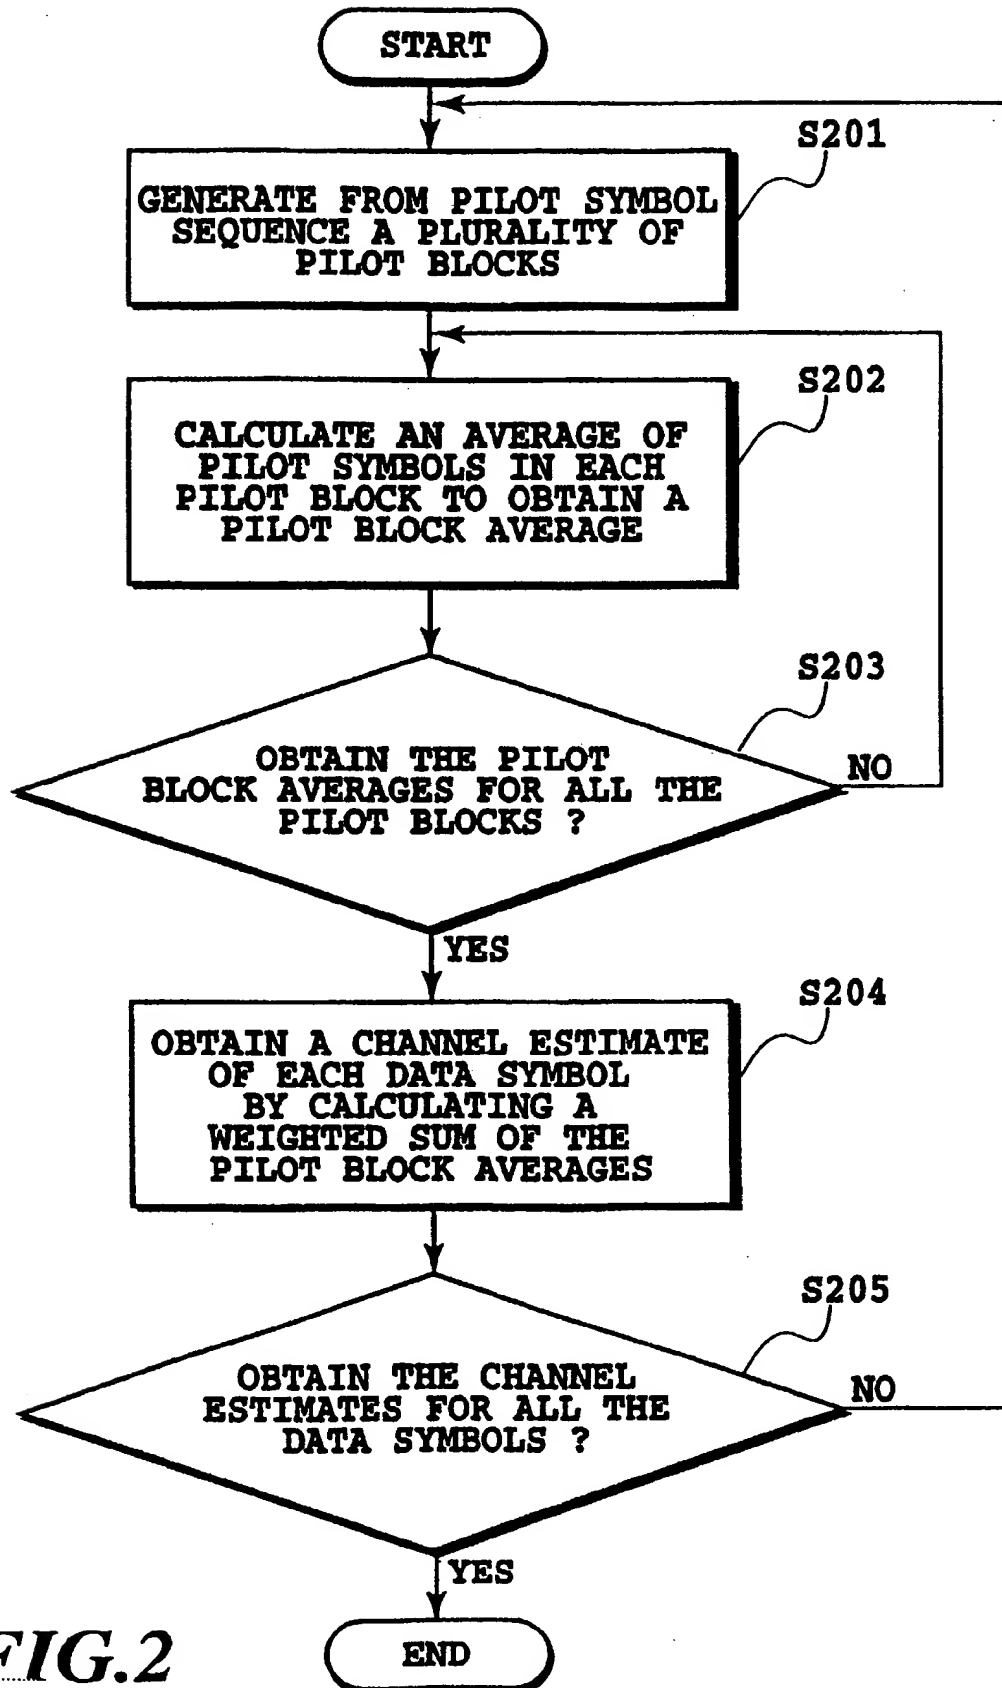 START
S201
GENERATE FROM PILOT SYMBOL
SEQUENCE A PLURALITY OF
PILOT BLOCKS
S202
CALCULATE AN AVERAGE OF
PILOT SYMBOLS IN EACH
PILOT BLOCK TO OBTAIN A
PILOT BLOCK AVERAGE
S203
OBTAIN THE PILOT
BLOCK AVERAGES FOR ALL THE
PILOT BLOCKS ?
NO
YES
S204
OBTAIN A CHANNEL ESTIMATE
OF EACH DATA SYMBOL
BY CALCULATING A
WEIGHTED SUM OF THE
PILOT BLOCK AVERAGES
S205
OBTAIN THE CHANNEL
ESTIMATES FOR ALL THE
DATA SYMBOLS ?
NO
YES
END
FIG.2